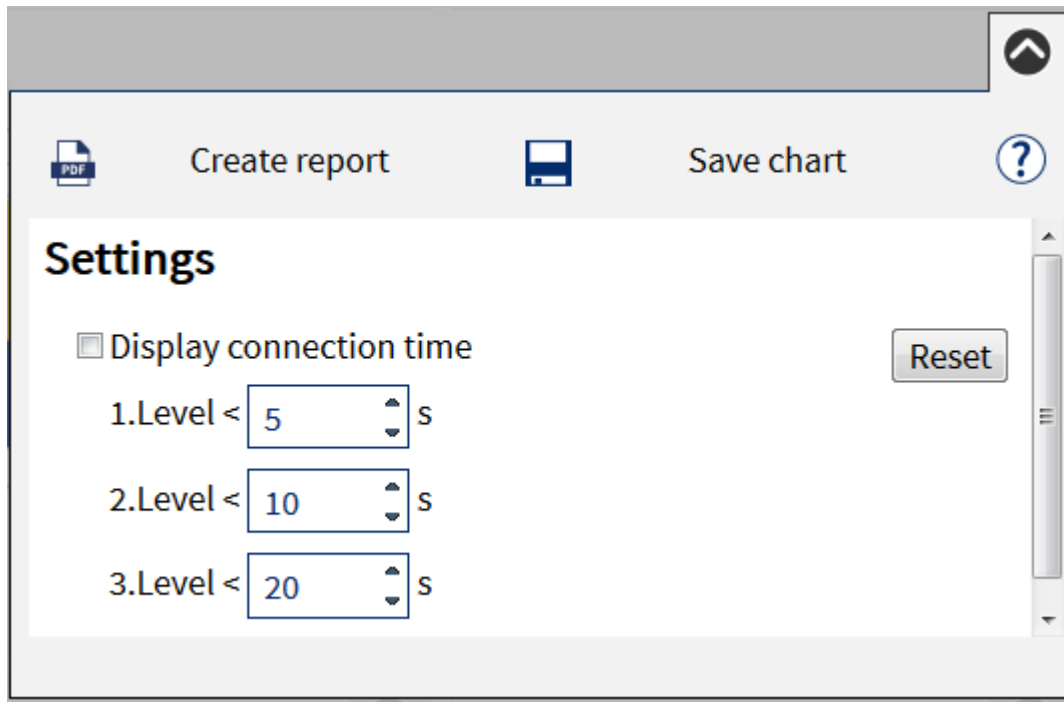 PDF Create report Save chart ?
Settings
Display connection time Reset
1.Level < 5 s
2.Level < 10 s
3.Level < 20 s